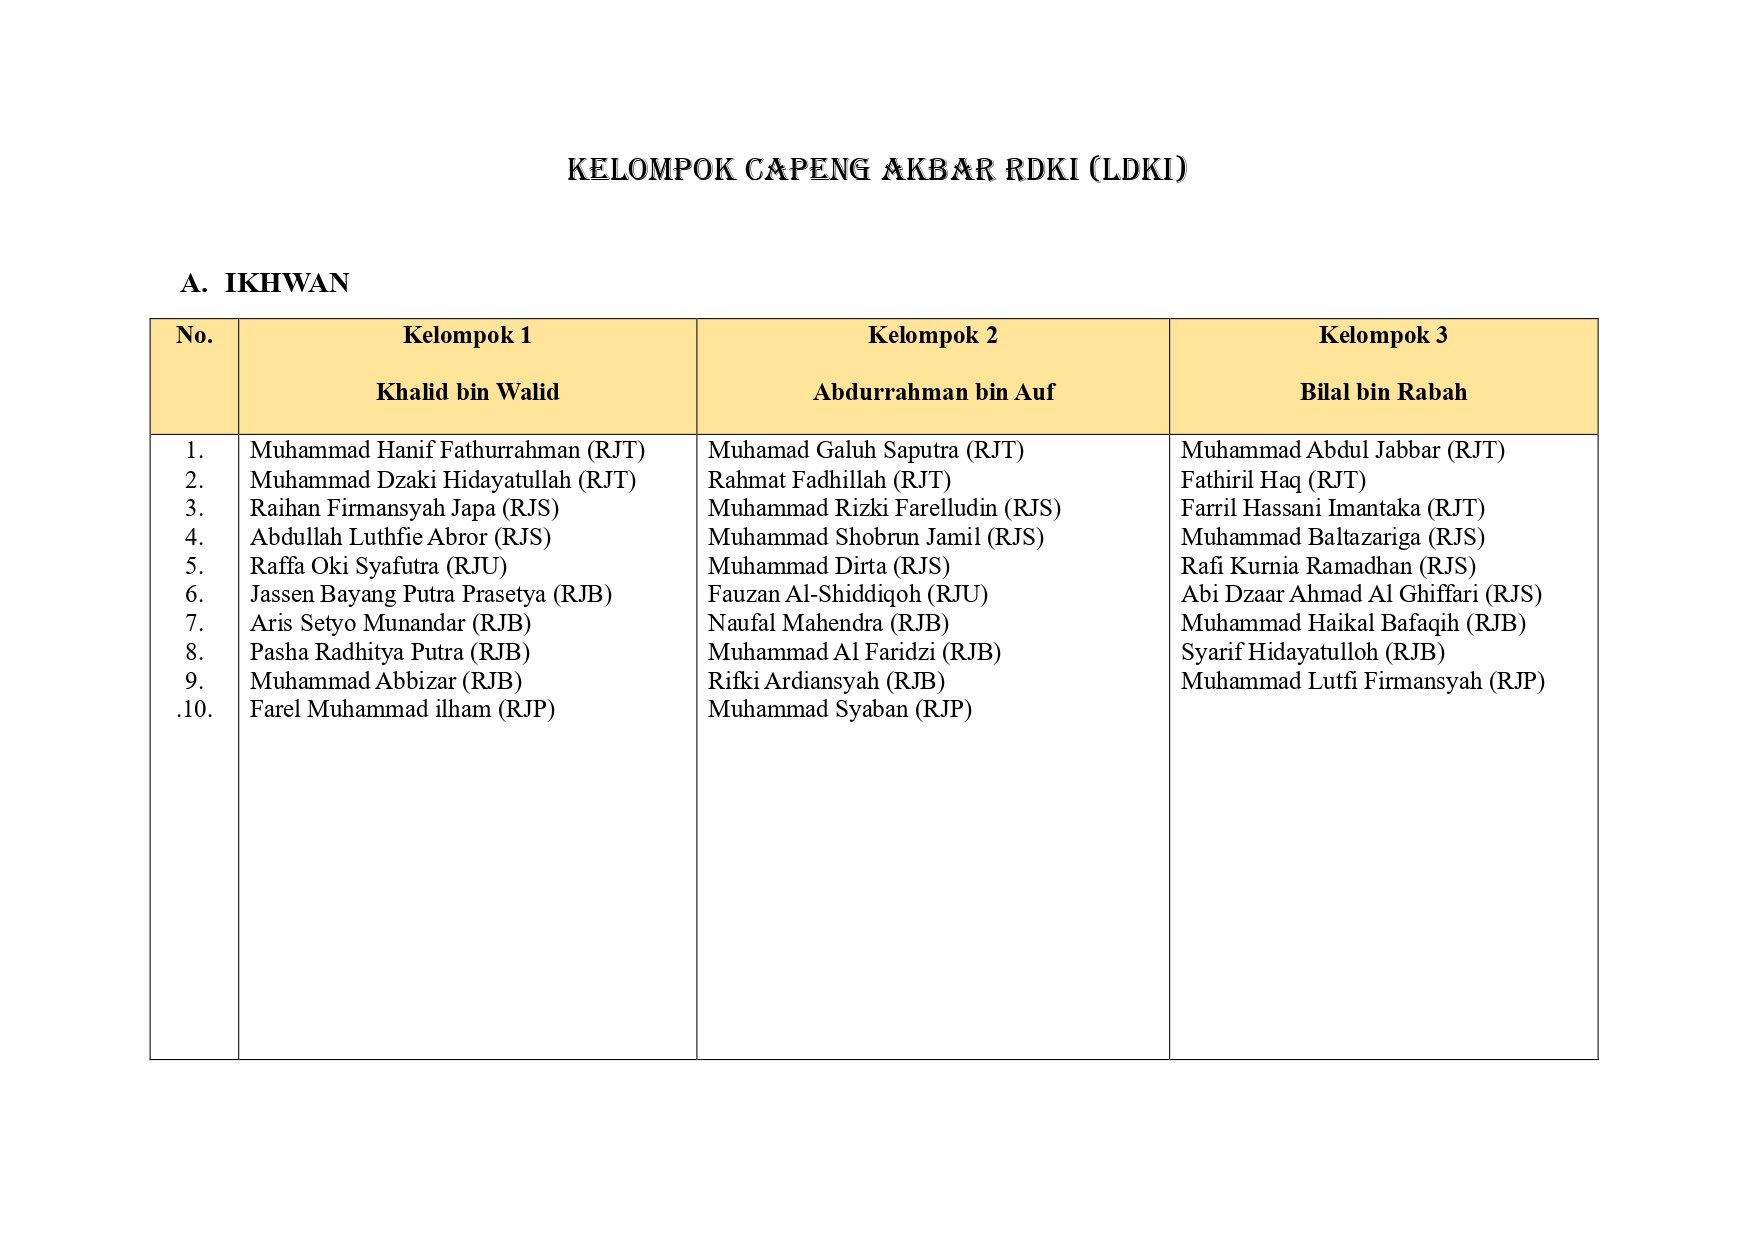 KELOMPOK CAPENG AKBAR RDKI (LDKI)
A. IKHWAN
No. Kelompok 1 Kelompok 2 Kelompok 3
Khalid bin Walid Abdurrahman bin Auf Bilal bin Rabah
1. Muhammad Hanif Fathurrahman (RJT) Muhamad Galuh Saputra (RJT) Muhammad Abdul Jabbar (RJT)
2. Muhammad Dzaki Hidayatullah (RJT) Rahmat Fadhillah (RJT) Fathiril Haq (RJT)
3. Raihan Firmansyah Japa (RJS) Muhammad Rizki Farelludin (RJS) Farril Hassani Imantaka (RJT)
4. Abdullah Luthfie Abror (RJS) Muhammad Shobrun Jamil (RJS) Muhammad Baltazariga (RJS)
5. Raffa Oki Syafutra (RJU) Muhammad Dirta (RJS) Rafi Kurnia Ramadhan (RJS)
6. Jassen Bayang Putra Prasetya (RJB) Fauzan Al-Shiddiqoh (RJU) Abi Dzaar Ahmad Al Ghiffari (RJS)
7. Aris Setyo Munandar (RJB) Naufal Mahendra (RJB) Muhammad Haikal Bafaqih (RJB)
8. Pasha Radhitya Putra (RJB) Muhammad Al Faridzi (RJB) Syarif Hidayatulloh (RJB)
9. Muhammad Abbizar (RJB) Rifki Ardiansyah (RJB) Muhammad Lutfi Firmansyah (RJP)
.10. Farel Muhammad ilham (RJP) Muhammad Syaban (RJP)